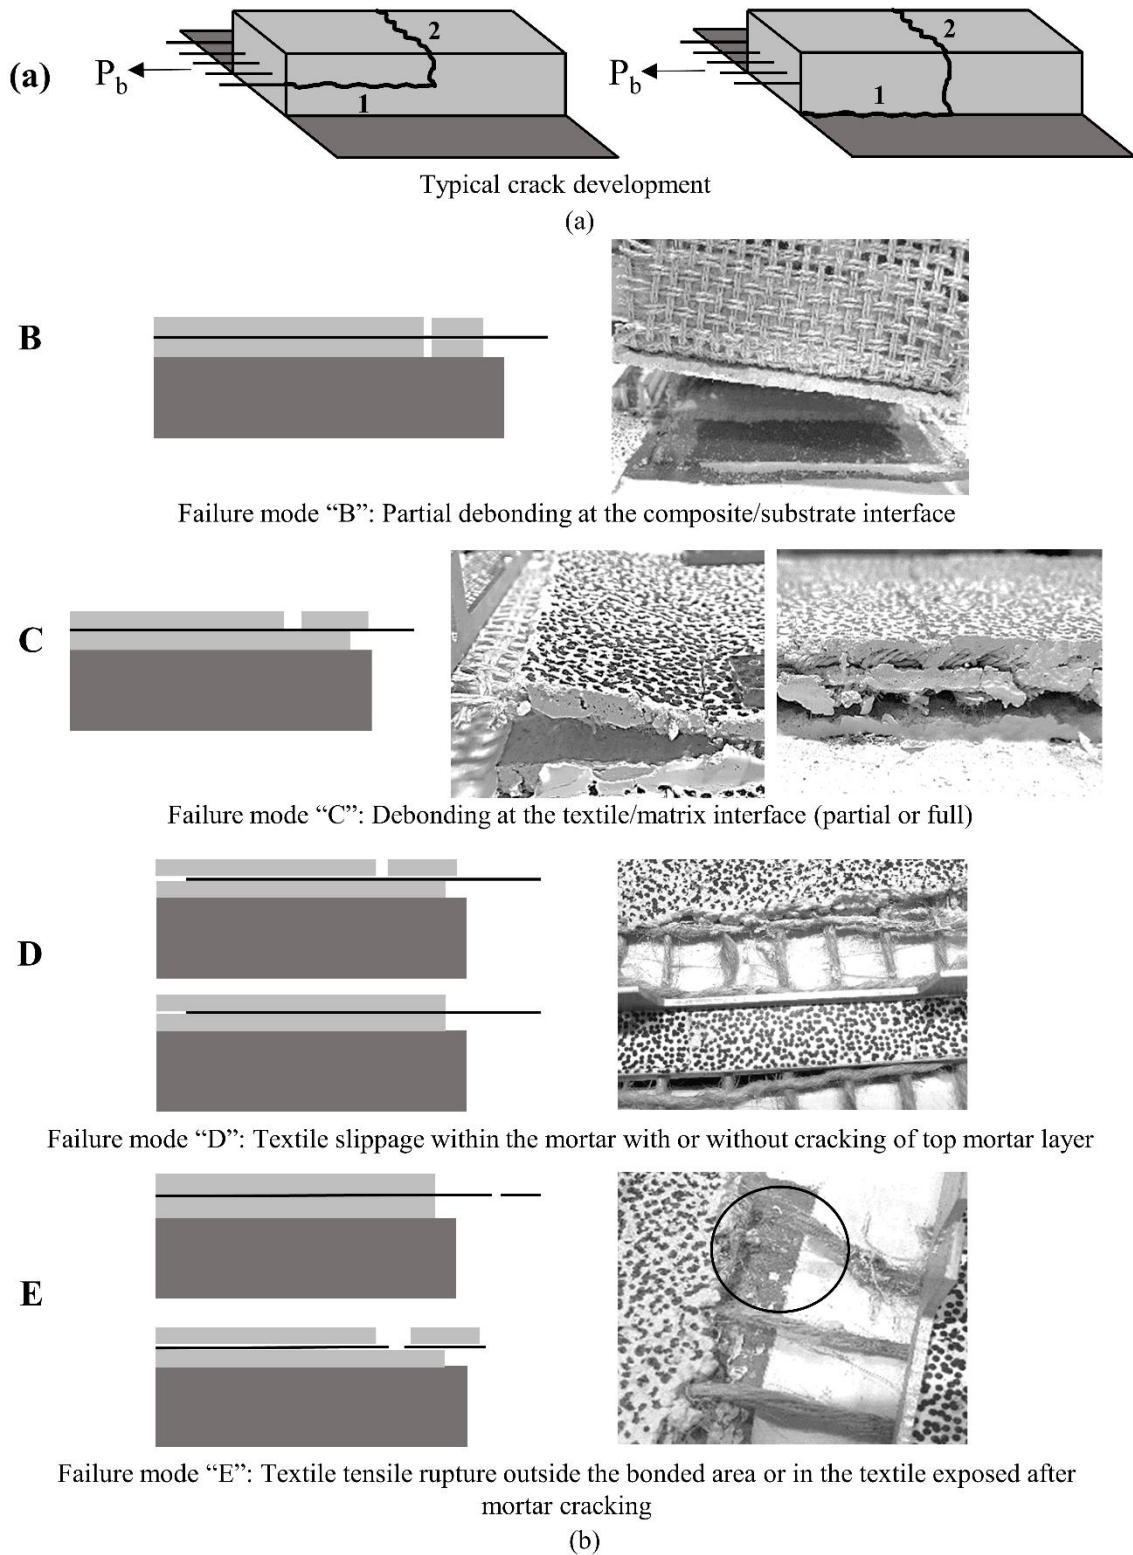 (a)
P_b
1
2
P_b
1
2
Typical crack development
(a)
B
Failure mode “B”: Partial debonding at the composite/substrate interface
C
Failure mode “C”: Debonding at the textile/matrix interface (partial or full)
D
Failure mode “D”: Textile slippage within the mortar with or without cracking of top mortar layer
E
Failure mode “E”: Textile tensile rupture outside the bonded area or in the textile exposed after
mortar cracking
(b)